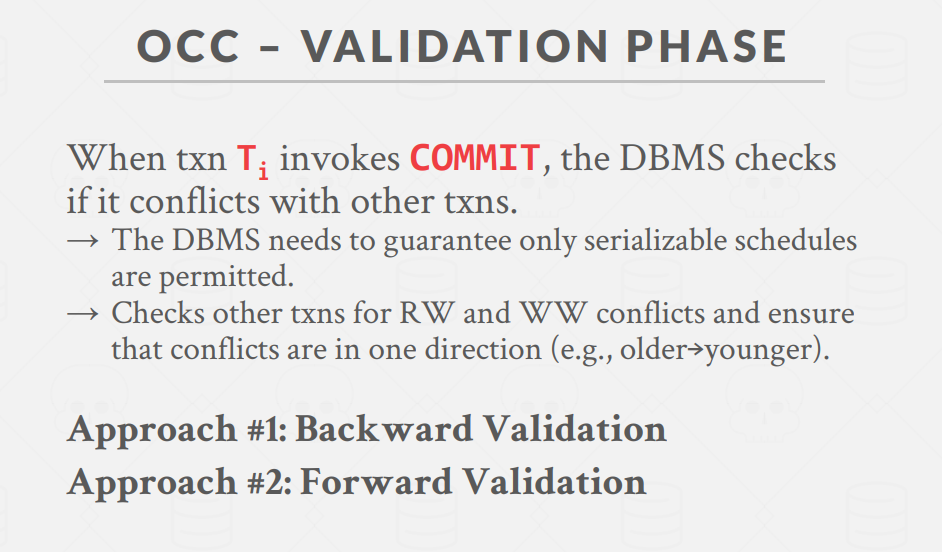 OCC – VALIDATION PHASE
When txn Ti invokes COMMIT, the DBMS checks
if it conflicts with other txns.
→ The DBMS needs to guarantee only serializable schedules
are permitted.
→ Checks other txns for RW and WW conflicts and ensure
that conflicts are in one direction (e.g., older→younger).
Approach #1: Backward Validation
Approach #2: Forward Validation